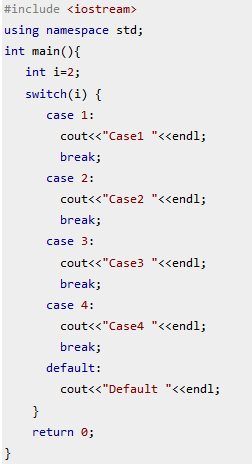 #include <iostream>
using namespace std;
int main(){
   int i=2;
   switch(i) {
      case 1:
        cout<<"Case1 "<<endl;
        break;
      case 2:
        cout<<"Case2 "<<endl;
        break;
      case 3:
        cout<<"Case3 "<<endl;
        break;
      case 4:
        cout<<"Case4 "<<endl;
        break;
      default:
        cout<<"Default "<<endl;
    }
    return 0;
}